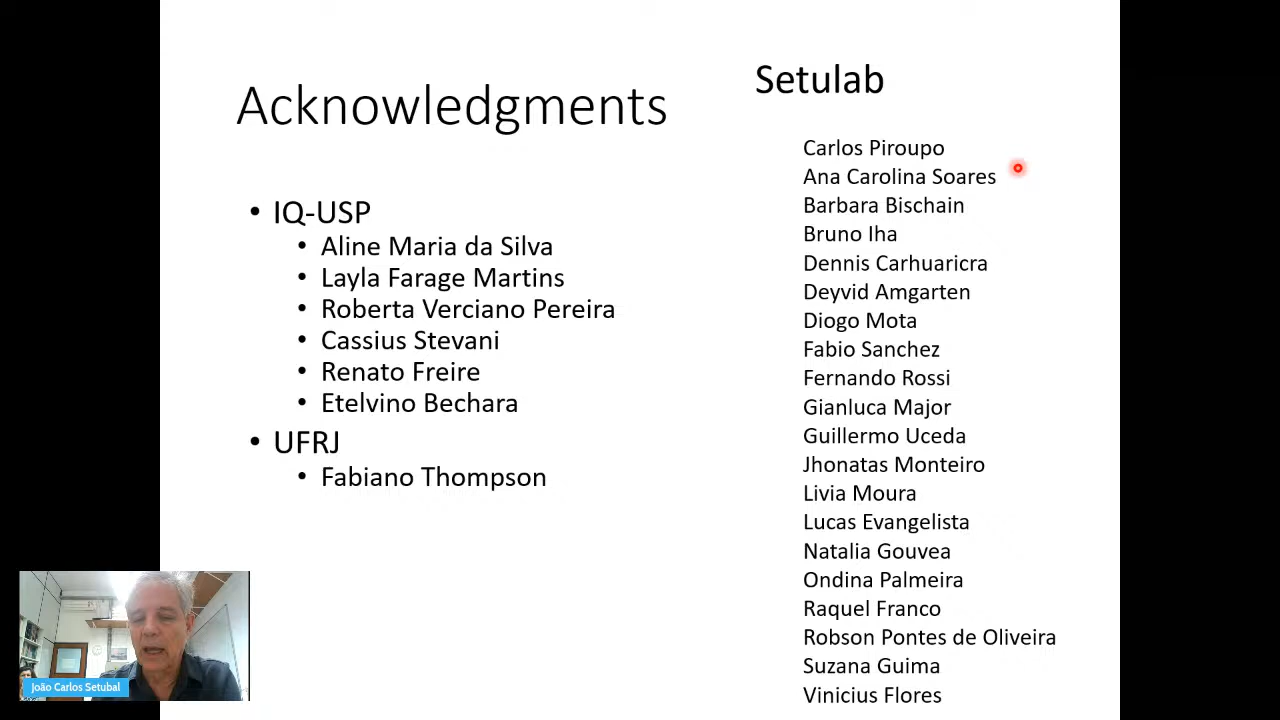 Acknowledgments
• IQ-USP
• Aline Maria da Silva
• Layla Farage Martins
• Roberta Verciano Pereira
• Cassius Stevani
• Renato Freire
• Etelvino Bechara
• UFRJ
• Fabiano Thompson
Setulab
Carlos Piroupo
Ana Carolina Soares
Barbara Bischain
Bruno Iha
Dennis Carhuaricra
Deyvid Amgarten
Diogo Mota
Fabio Sanchez
Fernando Rossi
Gianluca Major
Guillermo Uceda
Jhonatas Monteiro
Livia Moura
Lucas Evangelista
Natalia Gouvea
Ondina Palmeira
Raquel Franco
Robson Pontes de Oliveira
Suzana Guima
Vinicius Flores
João Carlos Setubal